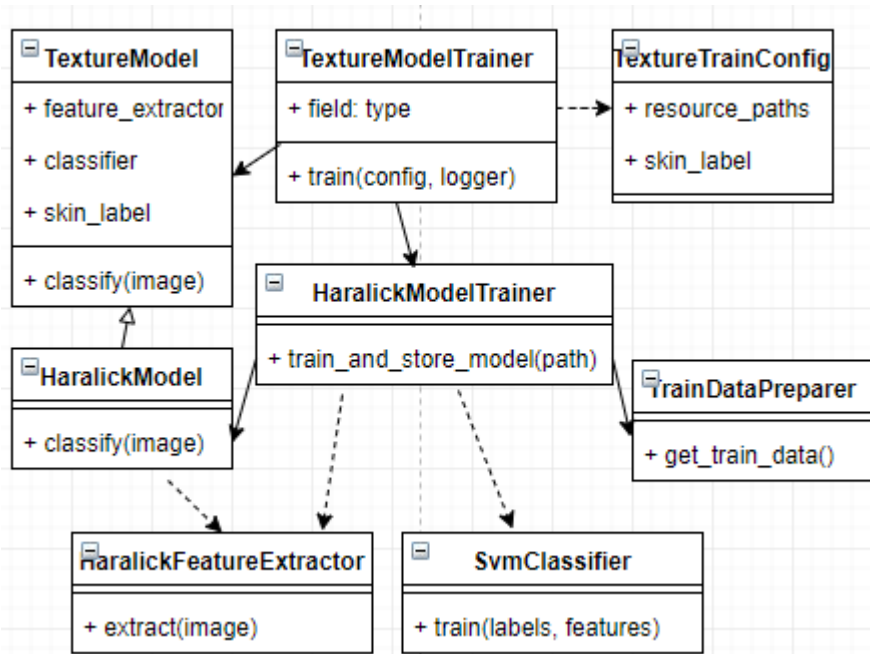 TextureModel
+ feature_extractor
+ classifier
+ skin_label
+ classify(image)
TextureModelTrainer
+ field: type
+ train(config, logger)
TextureTrainConfig
+ resource_paths
+ skin_label
HaralickModelTrainer
+ train_and_store_model(path)
HaralickModel
+ classify(image)
TrainDataPreparer
+ get_train_data()
HaralickFeatureExtractor
+ extract(image)
SvmClassifier
+ train(labels, features)